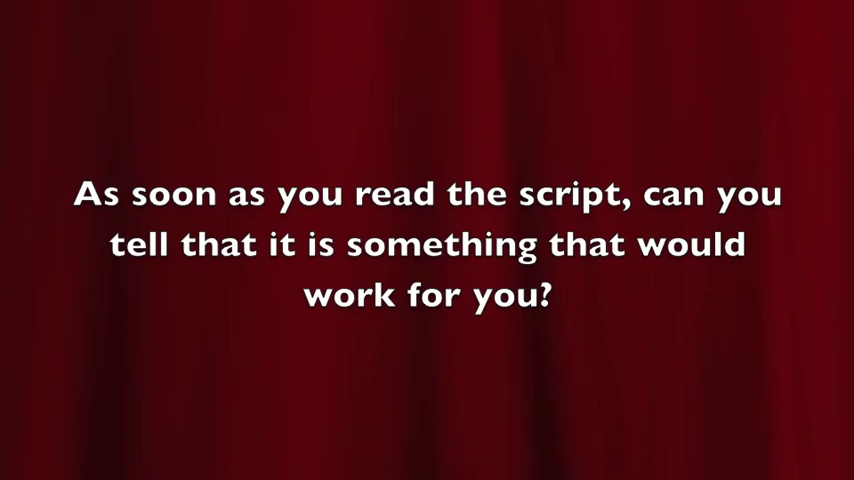 As soon as you read the script, can you
tell that it is something that would
work for you?